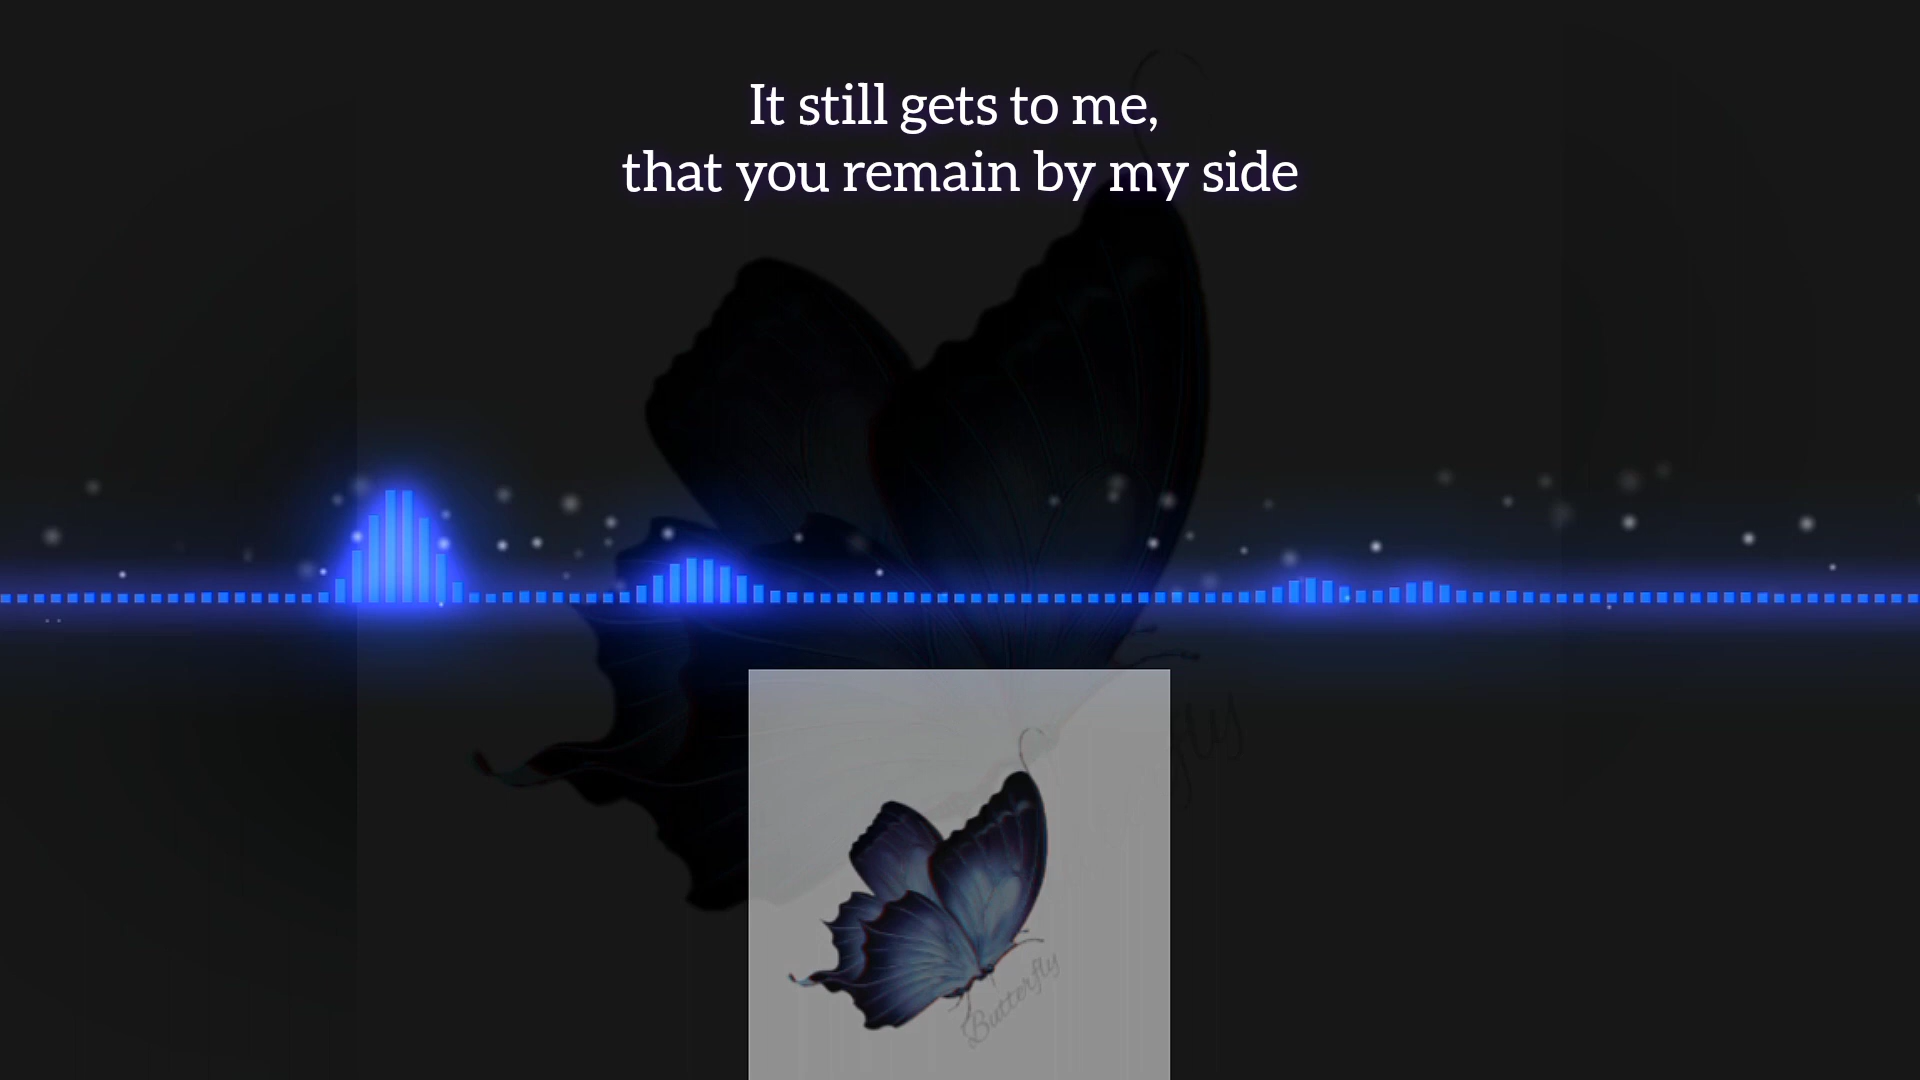 It still gets to me,
that you remain by my side
Butterfly